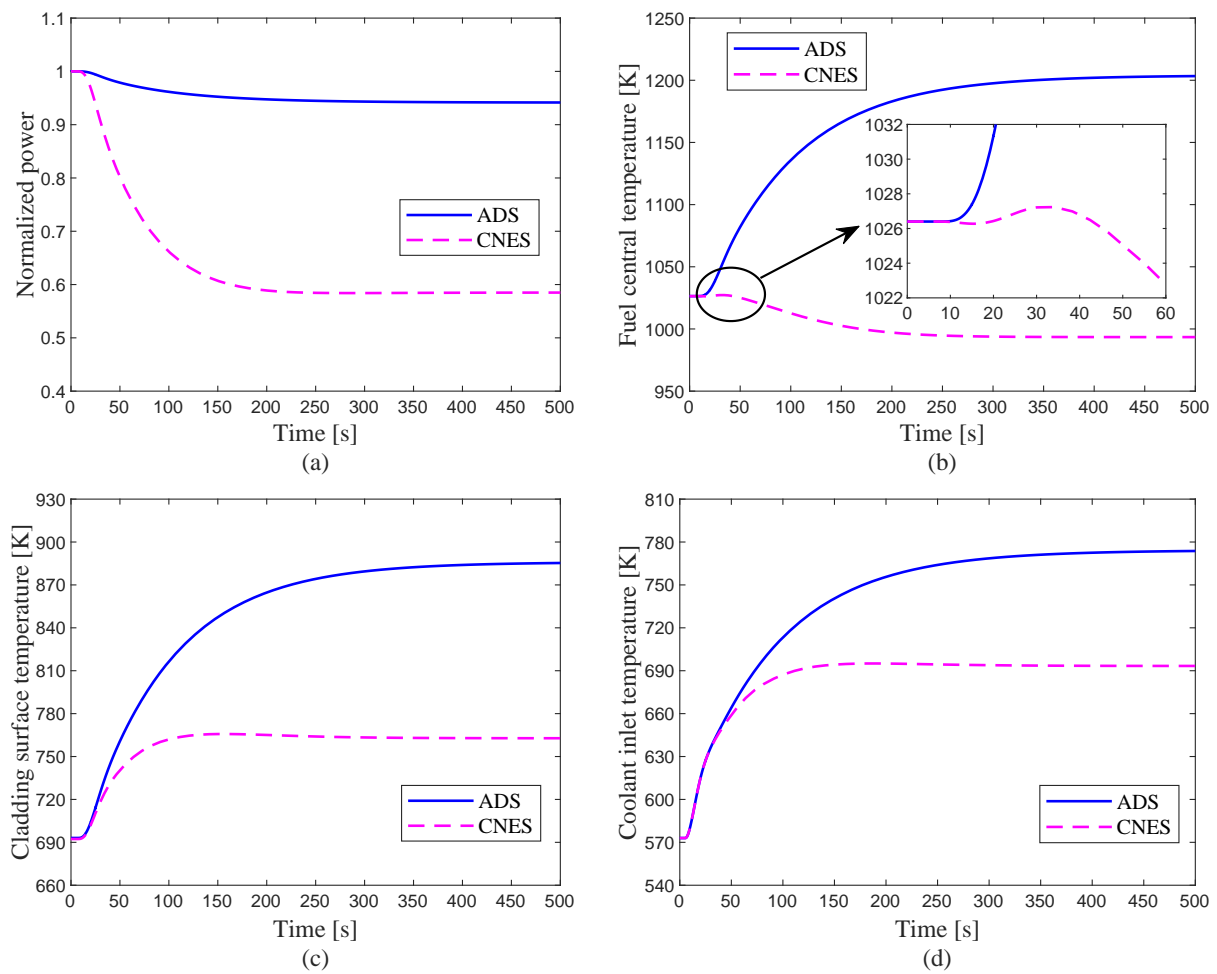 1.1
1
0.9
0.8
0.7
0.6
0.5
0.4
Normalized power
ADS
CNES
0 50 100 150 200 250 300 350 400 450 500
Time [s]
(a)
1250
1200
1150
1100
1050
1000
950
Fuel central temperature [K]
ADS
CNES
1032
1030
1028
1026
1024
1022
0 10 20 30 40 50 60
0 50 100 150 200 250 300 350 400 450 500
Time [s]
(b)
930
900
870
840
810
780
750
720
690
660
Cladding surface temperature [K]
ADS
CNES
0 50 100 150 200 250 300 350 400 450 500
Time [s]
(c)
810
780
750
720
690
660
630
600
570
540
Coolant inlet temperature [K]
ADS
CNES
0 50 100 150 200 250 300 350 400 450 500
Time [s]
(d)